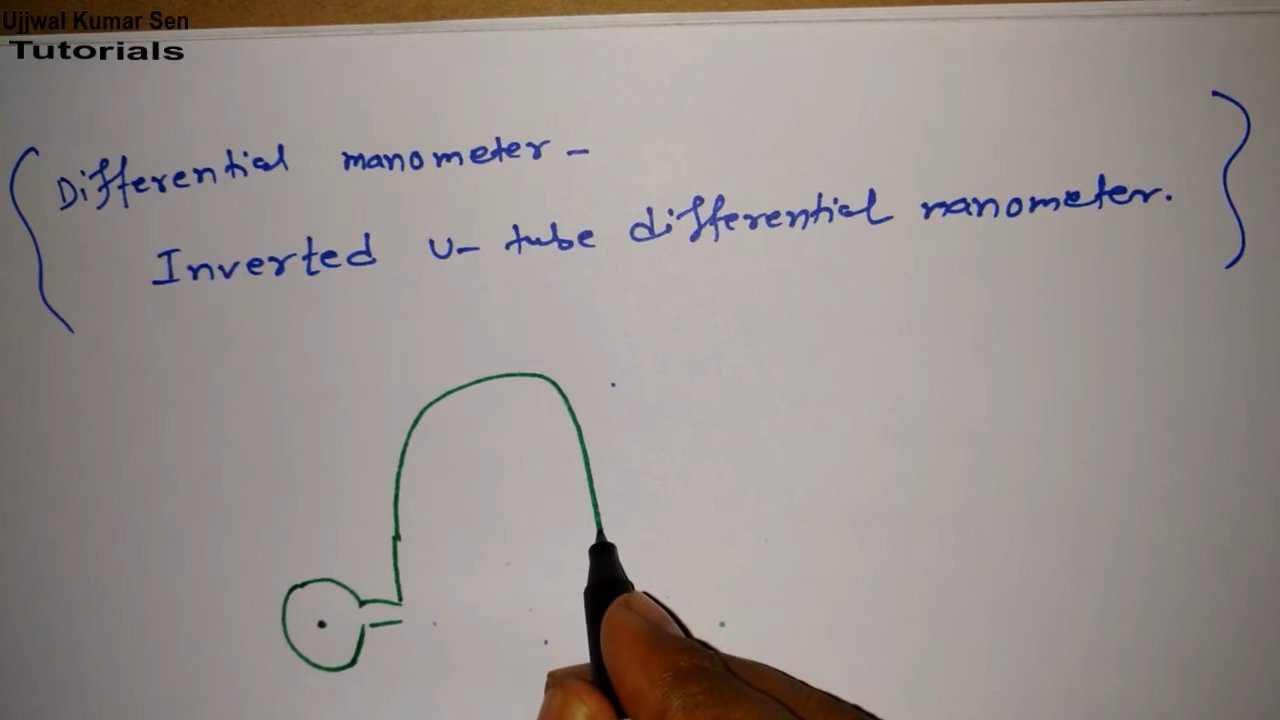 Ujjwal Kumar Sen
Tutorials
Differential manometer -
Inverted U- tube differential manometer.